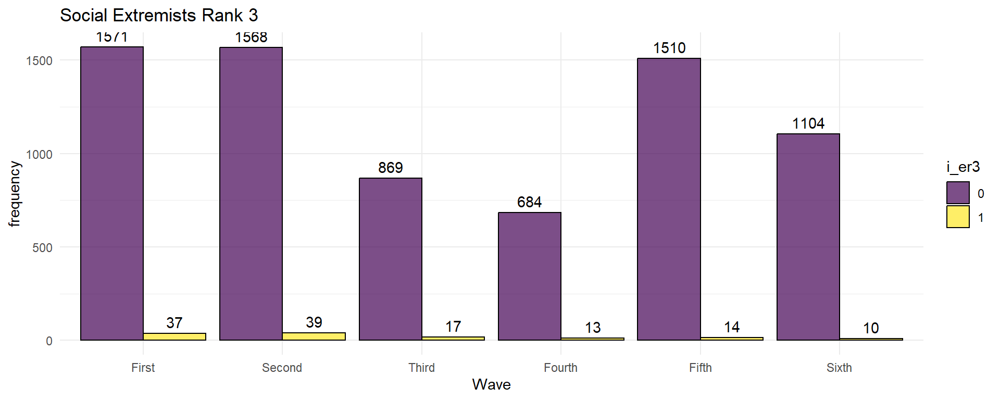 Social Extremists Rank 3
1571
1568
1510
1104
869
684
37
39
17
13
14
10
1500
1000
500
0
frequency
First
Second
Third
Fourth
Fifth
Sixth
Wave
i_er3
0
1